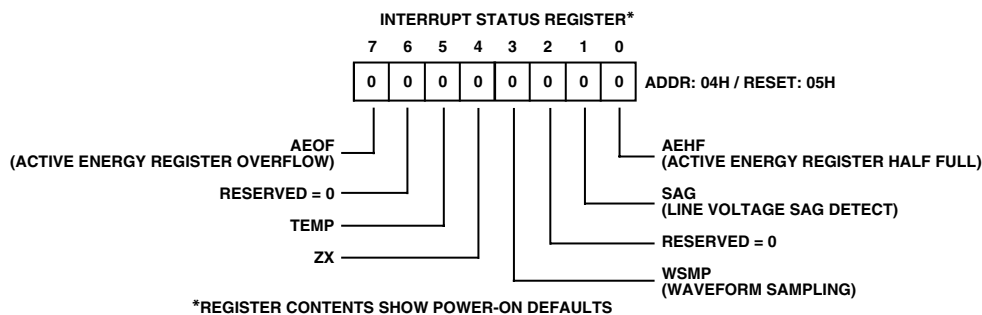 INTERRUPT STATUS REGISTER*
7 6 5 4 3 2 1 0
0 0 0 0 0 0 0 0 ADDR: 04H / RESET: 05H
AEOF
(ACTIVE ENERGY REGISTER OVERFLOW)
RESERVED = 0
TEMP
ZX
AEHF
(ACTIVE ENERGY REGISTER HALF FULL)
SAG
(LINE VOLTAGE SAG DETECT)
RESERVED = 0
WSMP
(WAVEFORM SAMPLING)
*REGISTER CONTENTS SHOW POWER-ON DEFAULTS